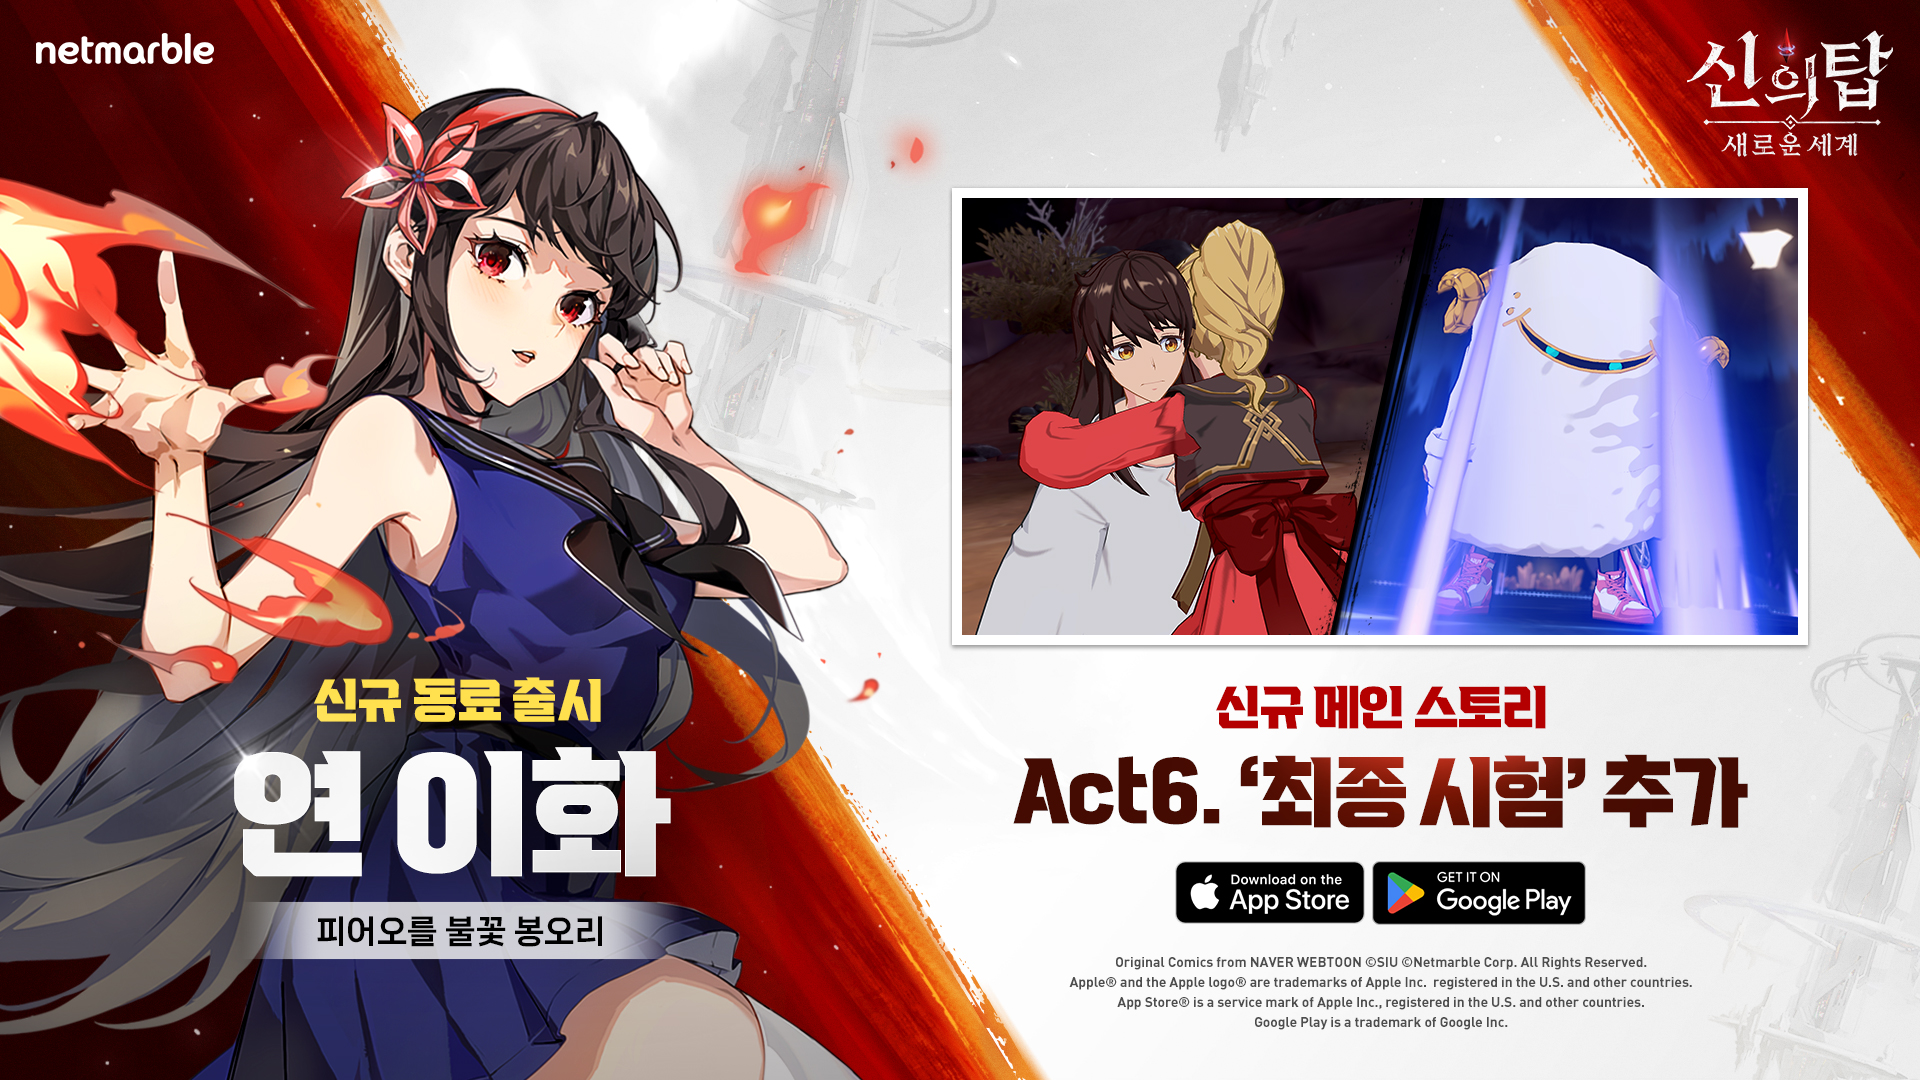 netmarble
신의탑
새로운 세계
신규 동료 출시
연 이화
피어오를 불꽃 봉오리
신규 메인 스토리
Act6. ‘최종 시험’ 추가
Download on the
App Store
GET IT ON
Google Play
Original Comics from NAVER WEBTOON ©SIU ©Netmarble Corp. All Rights Reserved.
Apple® and the Apple logo® are trademarks of Apple Inc. registered in the U.S. and other countries.
App Store® is a service mark of Apple Inc., registered in the U.S. and other countries.
Google Play is a trademark of Google Inc.